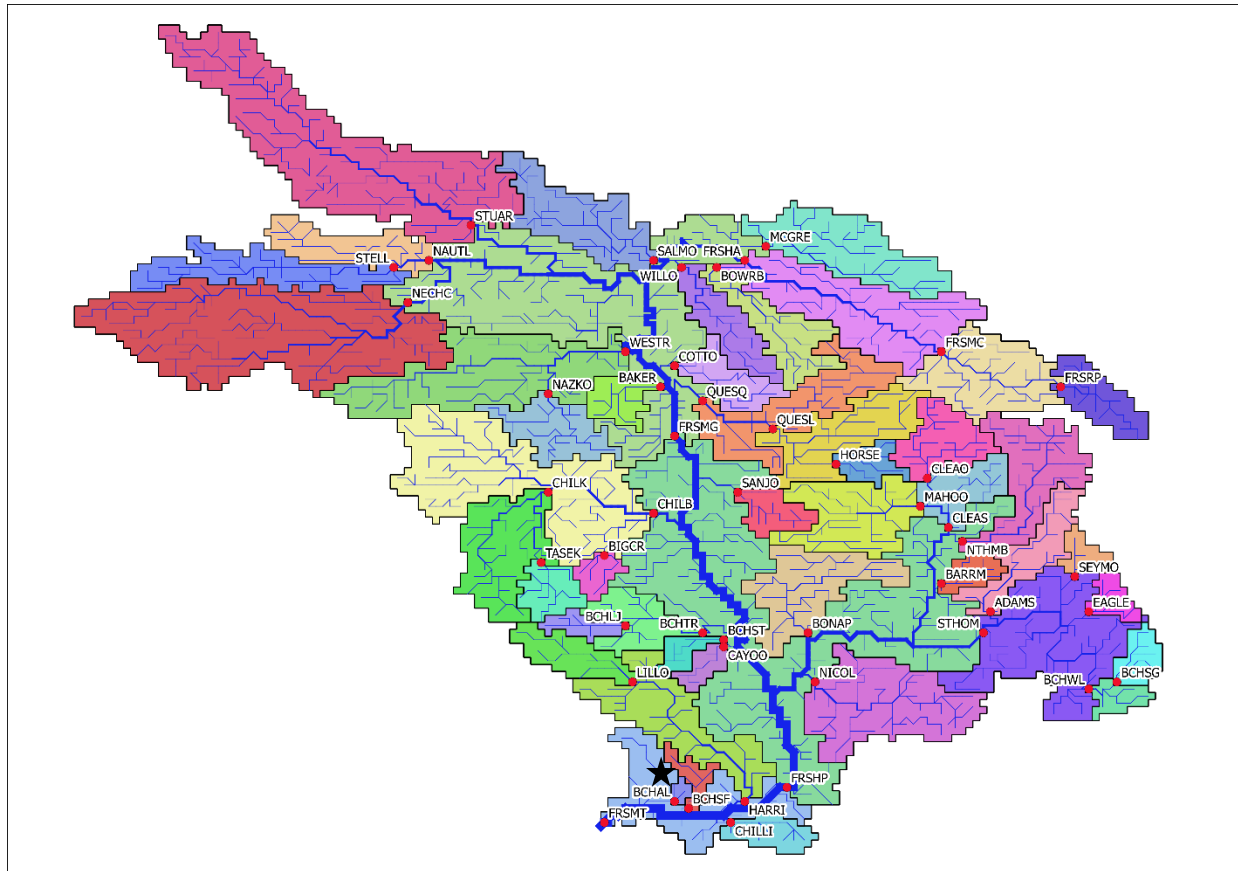 STUAR
MCGRE
SALMO
FRSHA
NAUTL
STELL
WILLO
BOWRB
NECHC
WESTR
FRSMC
COTTO
BAKER
NAZKO
QUESQ
FRSRP
QUESL
FRSMG
HORSE
CLEAO
CHILK
SANJO
MAHOO
CHILB
CLEAS
BIGCR
TASEK
NTHMB
SEYMO
BARRM
ADAMS
EAGLE
BCHLJ
BCHTR
BCHST
BONAP
STHOM
CAYOO
LILLO
NICOL
BCHSG
BCHWL
FRSHP
BCHAL
BCHSF
HARRI
FRSMT
CHILLI